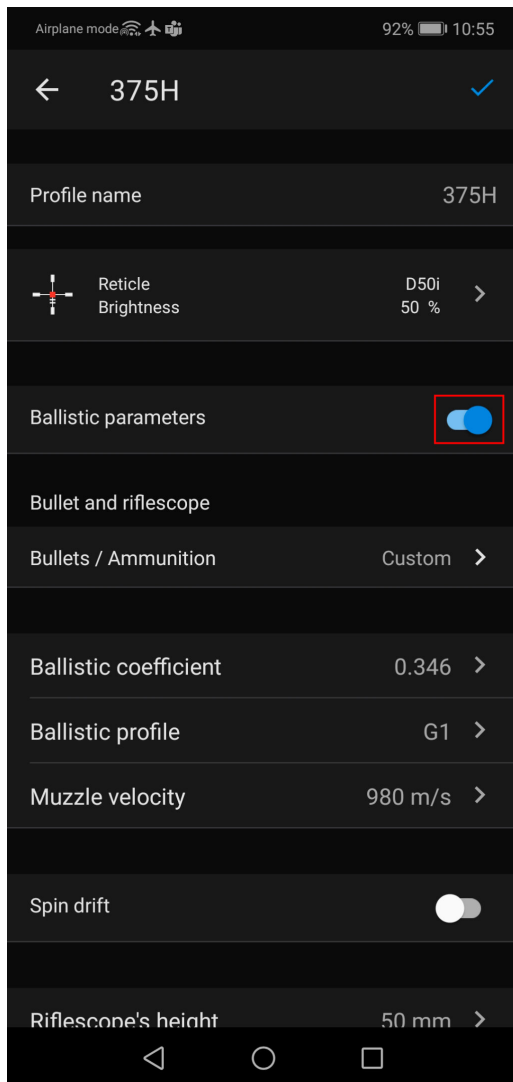 Airplane mode 92% 10:55
375H
Profile name 375H
Reticle D50i
Brightness 50 %
Ballistic parameters
Bullet and riflescope
Bullets / Ammunition Custom
Ballistic coefficient 0.346
Ballistic profile G1
Muzzle velocity 980 m/s
Spin drift
Riflescope's height 50 mm